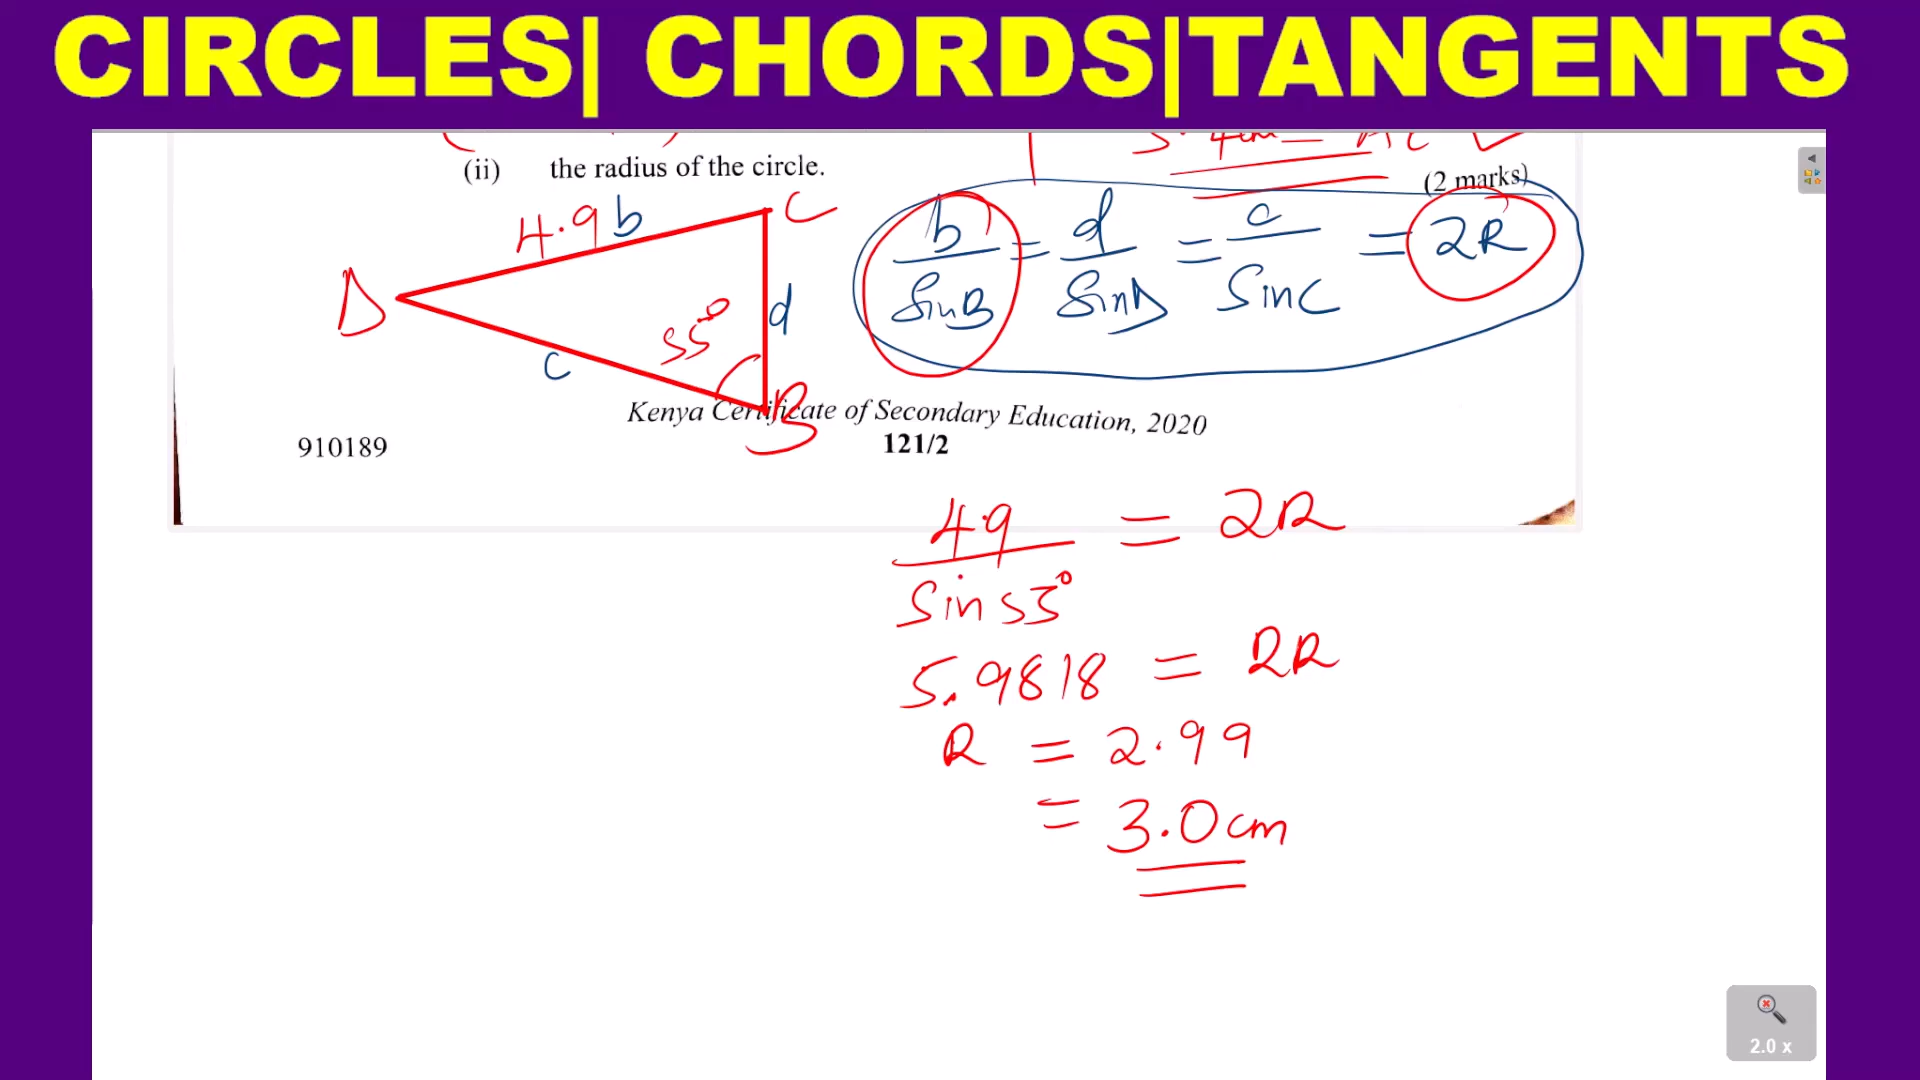 CIRCLES| CHORDS|TANGENTS
(ii) the radius of the circle.
(2 marks)
4.9 b
C
D
55°
d
c
B
b/SinB = d/SinD = c/SinC = 2R
Kenya Certificate of Secondary Education, 2020
910189
121/2
4.9/Sin55° = 2R
5.9818 = 2R
R = 2.99
= 3.0cm
2.0 x